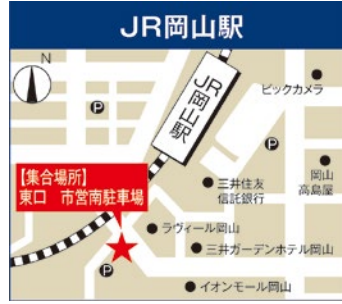 JR岡山駅
N
JR岡山駅
ビックカメラ
P
P
岡山
高島屋
三井住友
信託銀行
【集合場所】
東口 市営南駐車場
ラヴィール岡山
三井ガーデンホテル岡山
P
イオンモール岡山